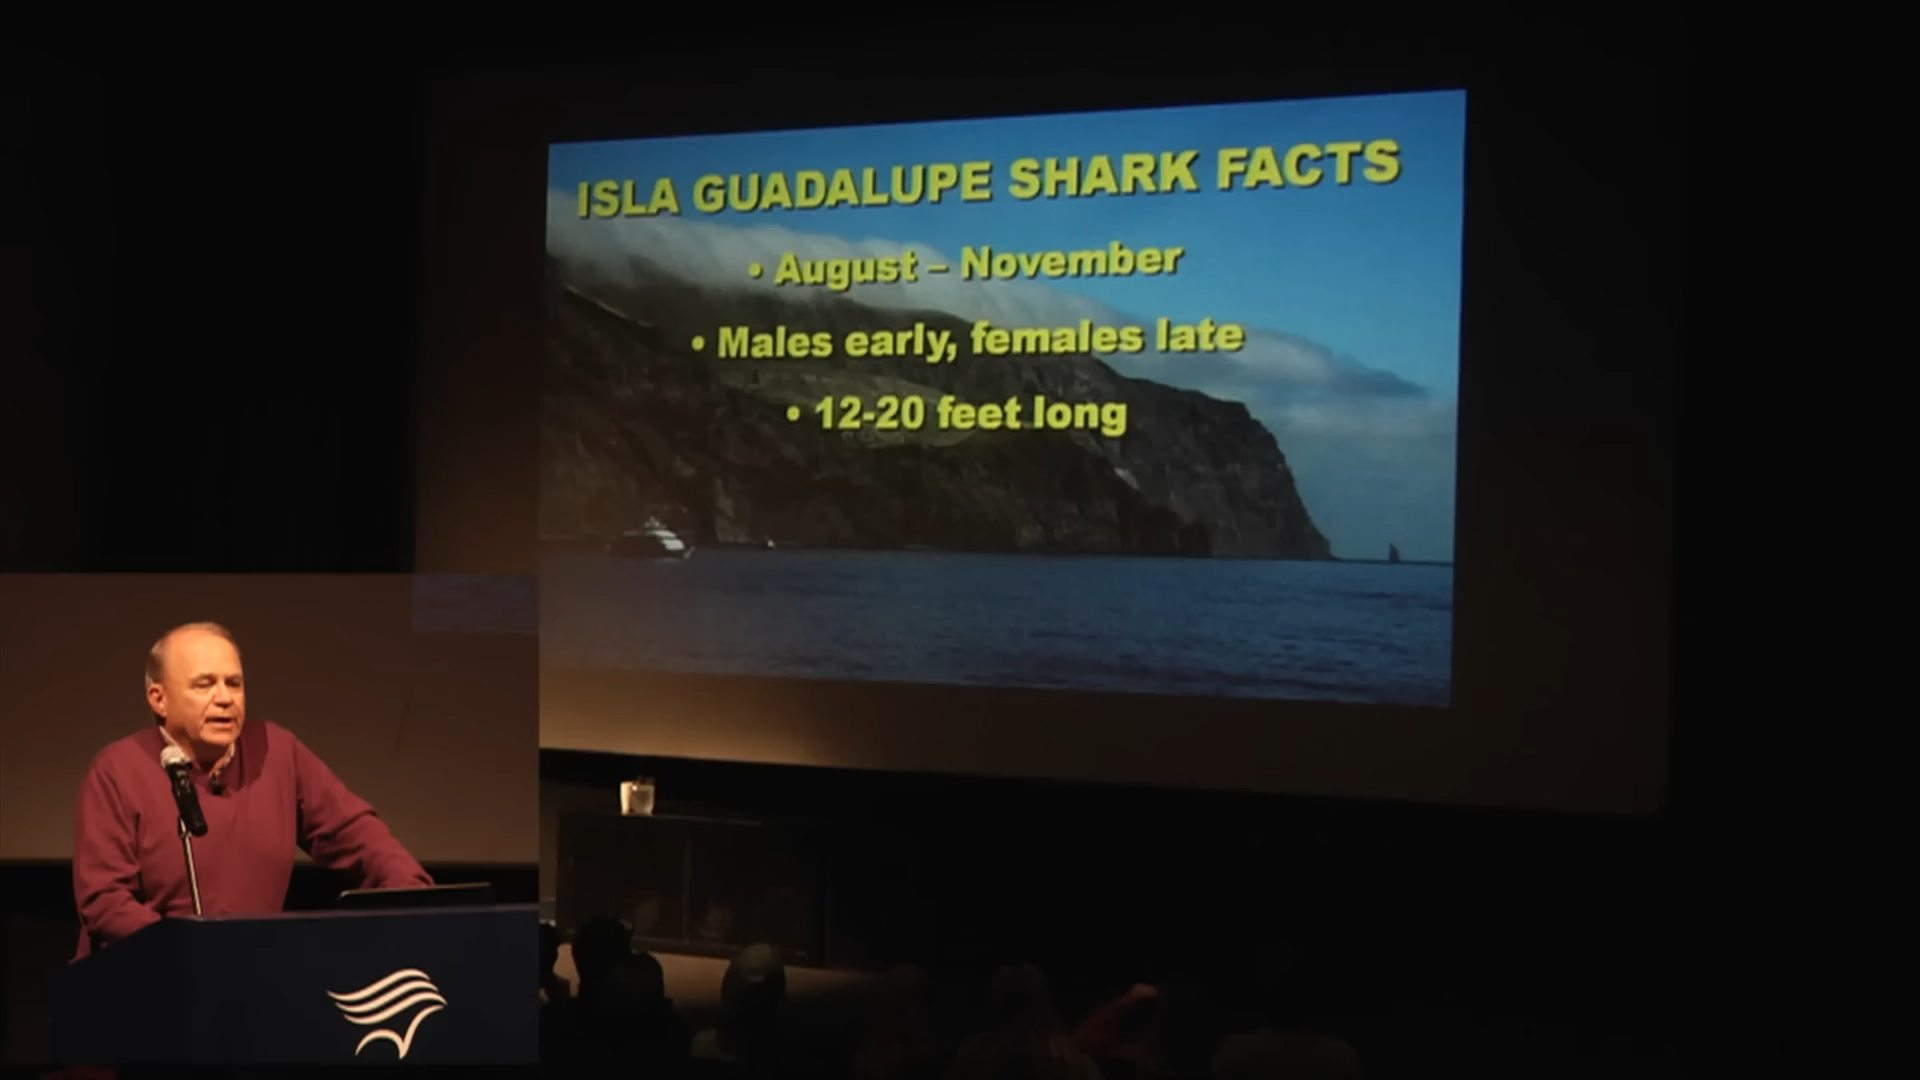 ISLA GUADALUPE SHARK FACTS
• August – November
• Males early, females late
• 12-20 feet long